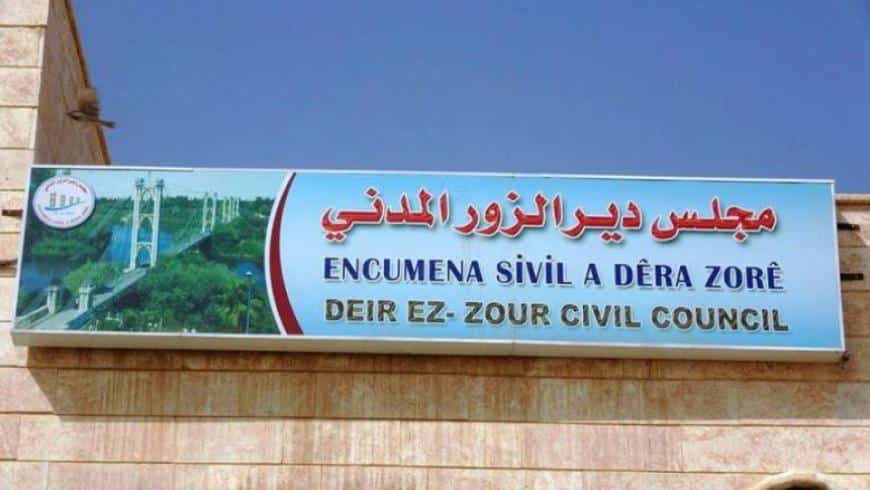 مجلس دير الزور المدني
ENCUMENA SİVİL A DÊRA ZORÊ
DEIR EZ- ZOUR CIVIL COUNCIL